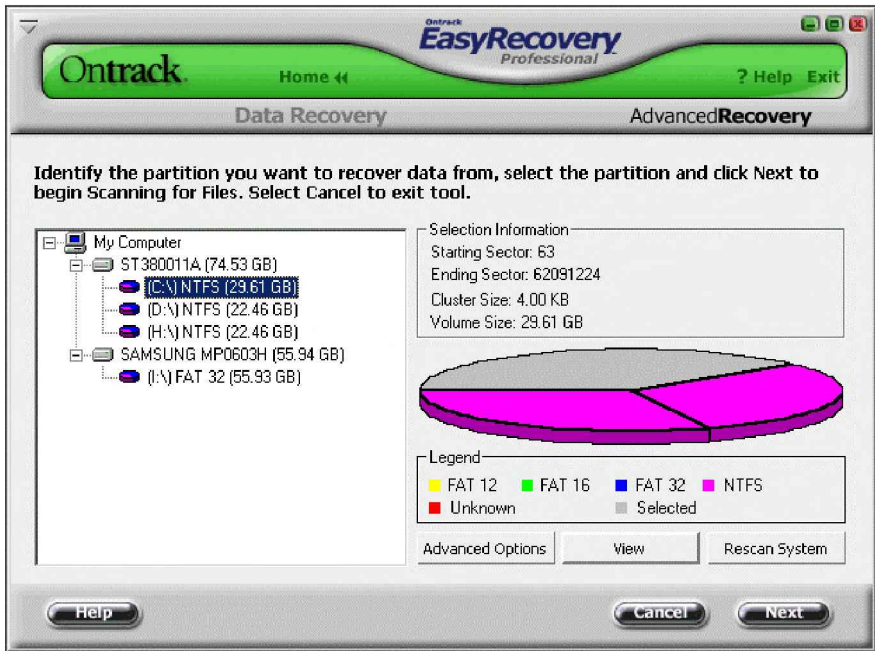 Ontrack
EasyRecovery
Professional
Ontrack.
Home
? Help Exit
Data Recovery
AdvancedRecovery
Identify the partition you want to recover data from, select the partition and click Next to
begin Scanning for Files. Select Cancel to exit tool.
My Computer
ST380011A (74.53 GB)
(C:\) NTFS (29.61 GB)
(D:\) NTFS (22.46 GB)
(H:\) NTFS (22.46 GB)
SAMSUNG MP0603H (55.94 GB)
(I:\) FAT 32 (55.93 GB)
Selection Information
Starting Sector: 63
Ending Sector: 62091224
Cluster Size: 4.00 KB
Volume Size: 29.61 GB
Legend
FAT 12 FAT 16 FAT 32 NTFS
Unknown Selected
Advanced Options View Rescan System
Help Cancel Next